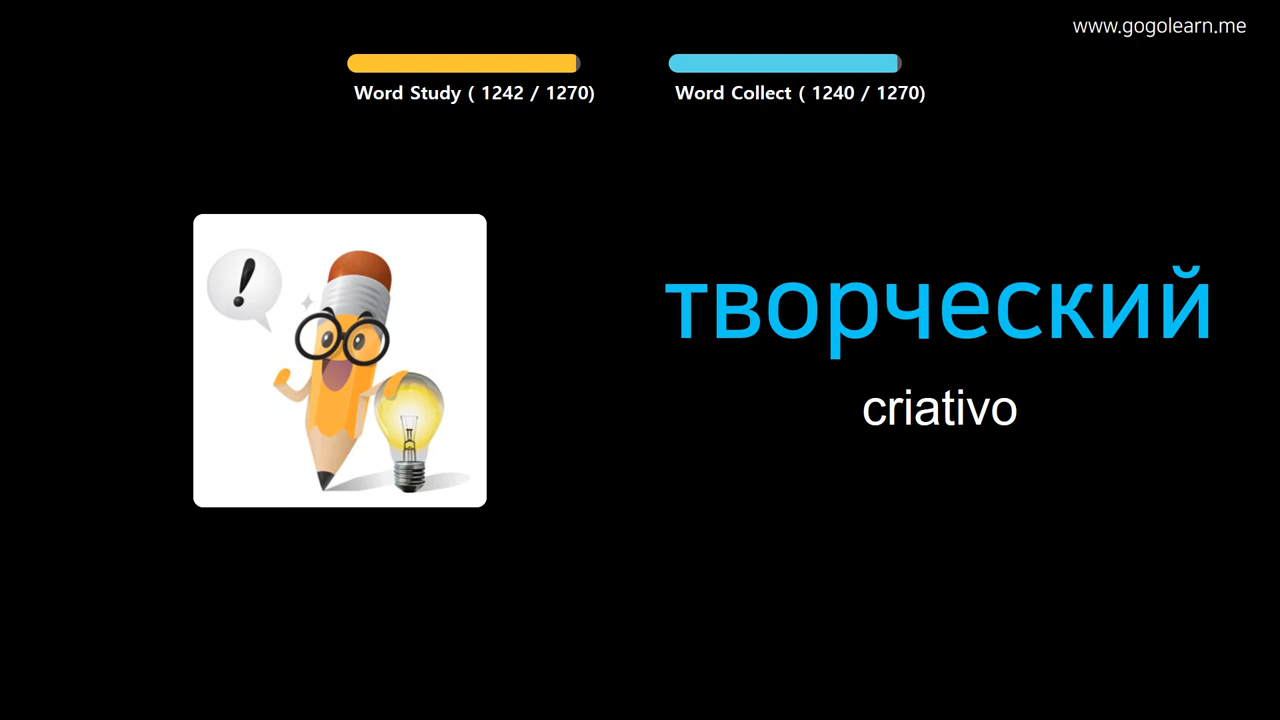 www.gogolearn.me
Word Study ( 1242 / 1270)
Word Collect ( 1240 / 1270)
!
творческий
criativo